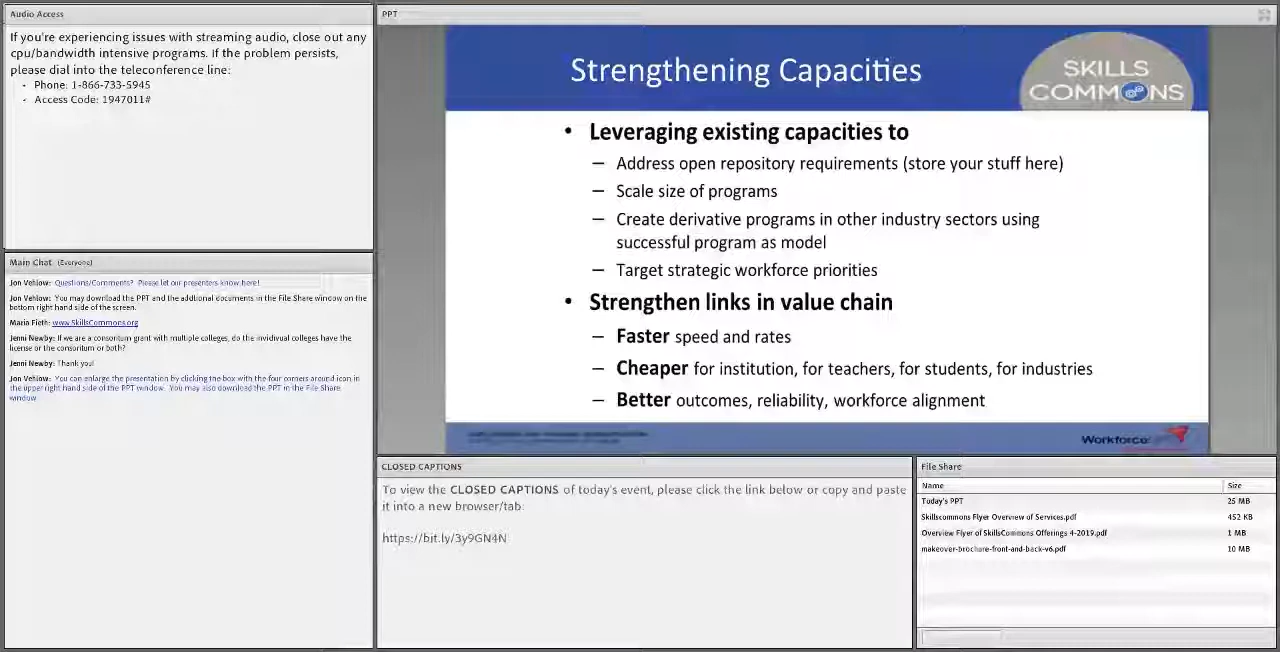 Audio Access
If you're experiencing issues with streaming audio, close out any
cpu/bandwidth intensive programs. If the problem persists,
please dial into the teleconference line:
- Phone: 1-866-733-5945
- Access Code: 1947011#
Main Chat (Everyone)
Jon Vehlow: Questions/Comments? Please let our presenters know here!
Jon Vehlow: You may download the PPT and the addtional documents in the File Share window on the
bottom right hand side of the screen.
Maria Fieth: www.SkillsCommons.org
Jenni Newby: If we are a consortium grant with multiple colleges, do the invidivual colleges have the
license or the consortium or both?
Jenni Newby: Thank you!
Jon Vehlow: You can enlarge the presentation by clicking the box with the four corners around icon in
the upper right hand side of the PPT window. You may also download the PPT in the File Share
window
PPT
Strengthening Capacities
SKILLS
COMMONS
• Leveraging existing capacities to
– Address open repository requirements (store your stuff here)
– Scale size of programs
– Create derivative programs in other industry sectors using
successful program as model
– Target strategic workforce priorities
• Strengthen links in value chain
– Faster speed and rates
– Cheaper for institution, for teachers, for students, for industries
– Better outcomes, reliability, workforce alignment
Workforce
CLOSED CAPTIONS
To view the CLOSED CAPTIONS of today's event, please click the link below or copy and paste
it into a new browser/tab:
https://bit.ly/3y9GN4N
File Share
Name Size
Today's PPT 25 MB
Skillscommons Flyer Overview of Services.pdf 452 KB
Overview Flyer of SkillsCommons Offerings 4-2019.pdf 1 MB
makeover-brochure-front-and-back-v6.pdf 10 MB